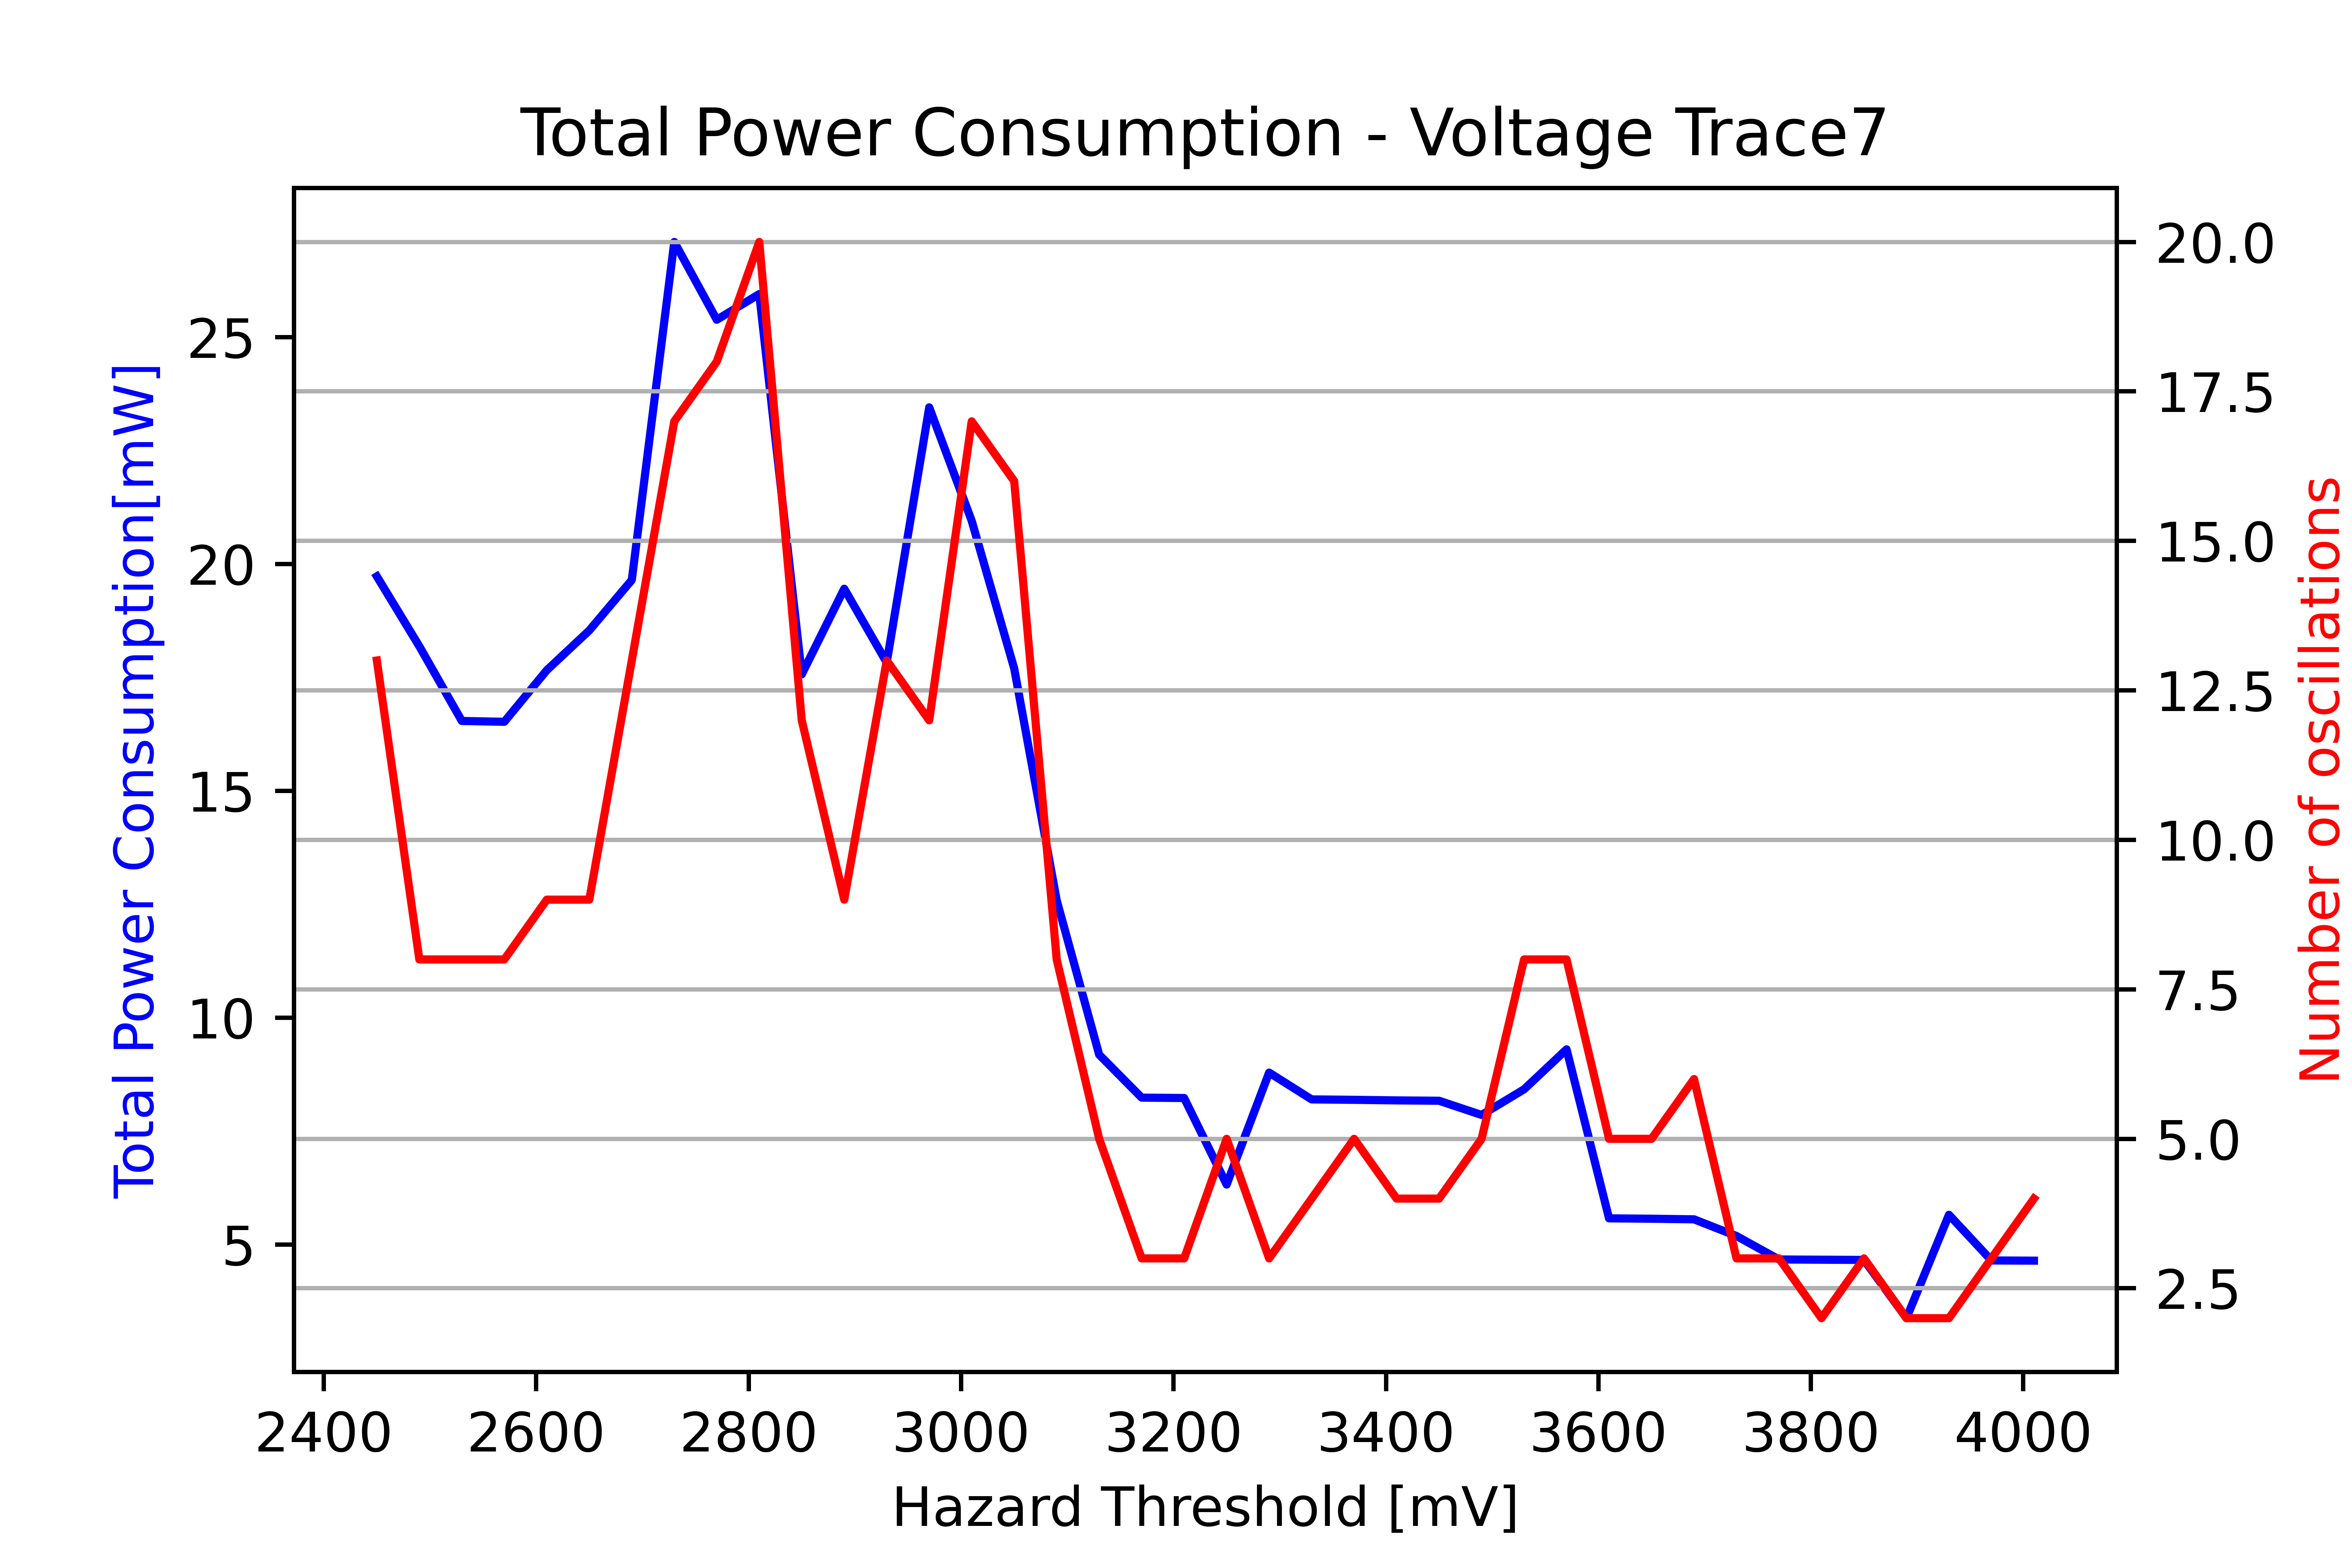 Total Power Consumption - Voltage Trace7
Total Power Consumption[mW]
25
20
15
10
5
20.0
17.5
15.0
12.5
10.0
7.5
5.0
2.5
Number of oscillations
2400 2600 2800 3000 3200 3400 3600 3800 4000
Hazard Threshold [mV]